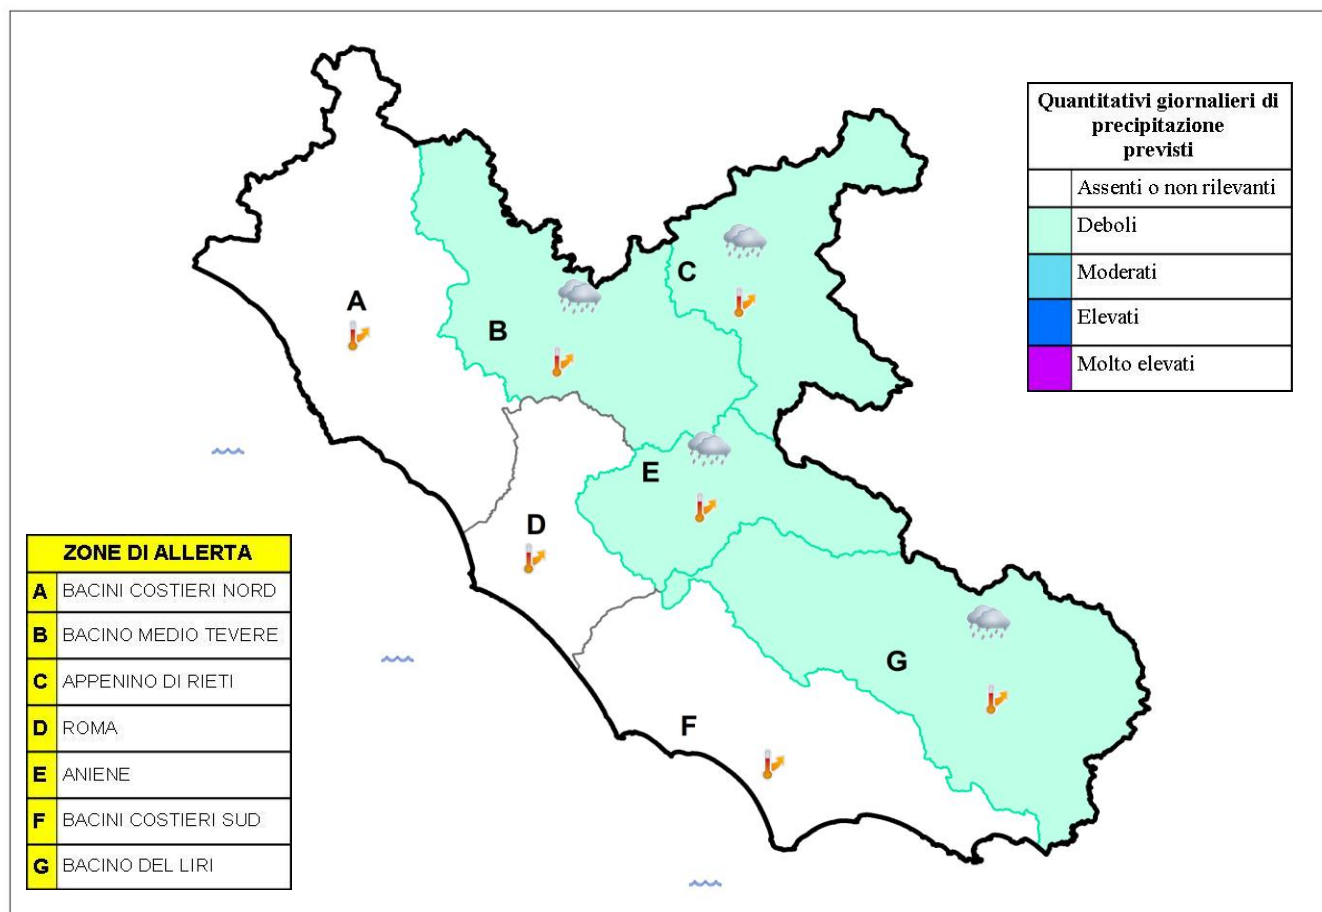 Quantitativi giornalieri di
precipitazione
previsti
Assenti o non rilevanti
Deboli
Moderati
Elevati
Molto elevati
A
B
C
D
E
F
G
ZONE DI ALLERTA
A BACINI COSTIERI NORD
B BACINO MEDIO TEVERE
C APPENINO DI RIETI
D ROMA
E ANIENE
F BACINI COSTIERI SUD
G BACINO DEL LIRI